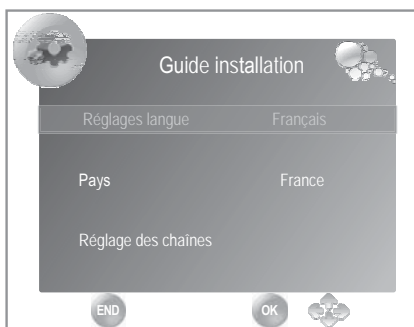 Guide installation
Réglages langue Français
Pays France
Réglage des chaînes
END OK